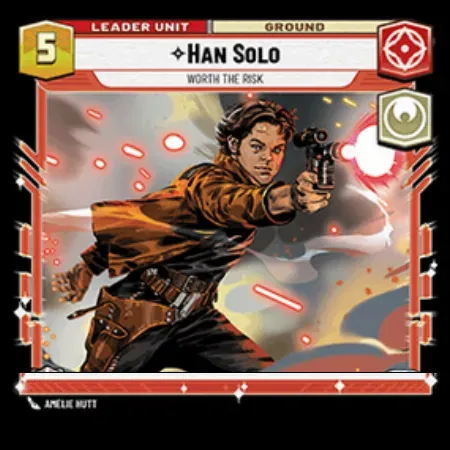 LEADER UNIT
GROUND
5
HAN SOLO
WORTH THE RISK
AMÉLIE HUTT